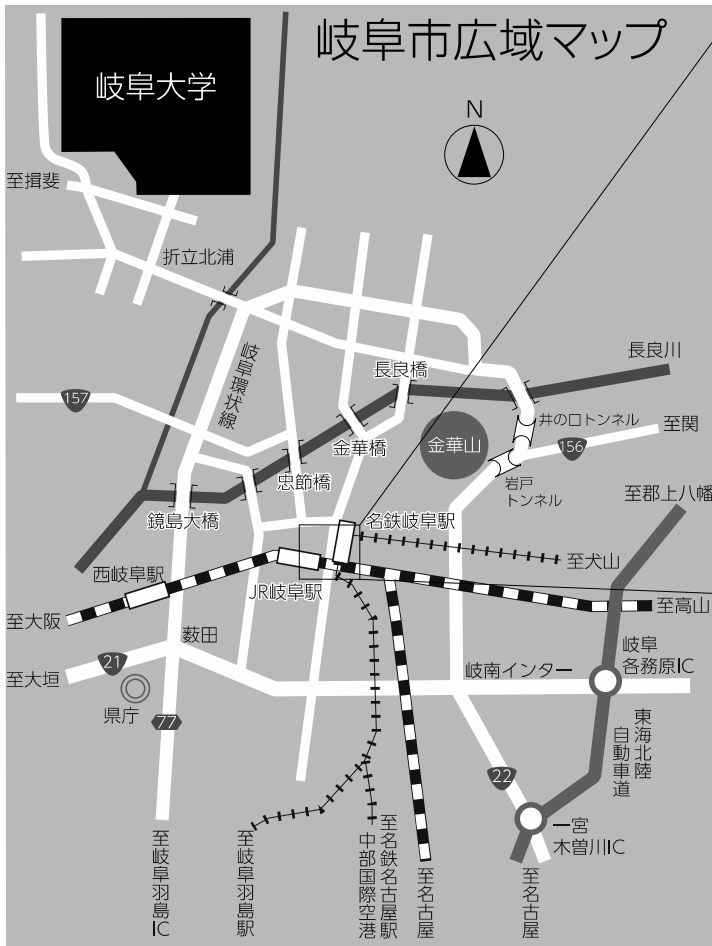 岐阜市広域マップ
岐阜大学
N
至揖斐
折立北浦
岐阜環状線
長良川
長良橋
157
井の口トンネル
金華橋
金華山
至関
156
忠節橋
岩戸
トンネル
至郡上八幡
鏡島大橋
名鉄岐阜駅
西岐阜駅
至犬山
JR岐阜駅
至大阪
至高山
薮田
岐阜
各務原IC
21
岐南インター
至大垣
県庁
77
東海北陸
自動車道
22
一宮
木曽川IC
至岐阜羽島IC
至岐阜羽島駅
中部国際空港
至名鉄名古屋駅
至名古屋
至名古屋